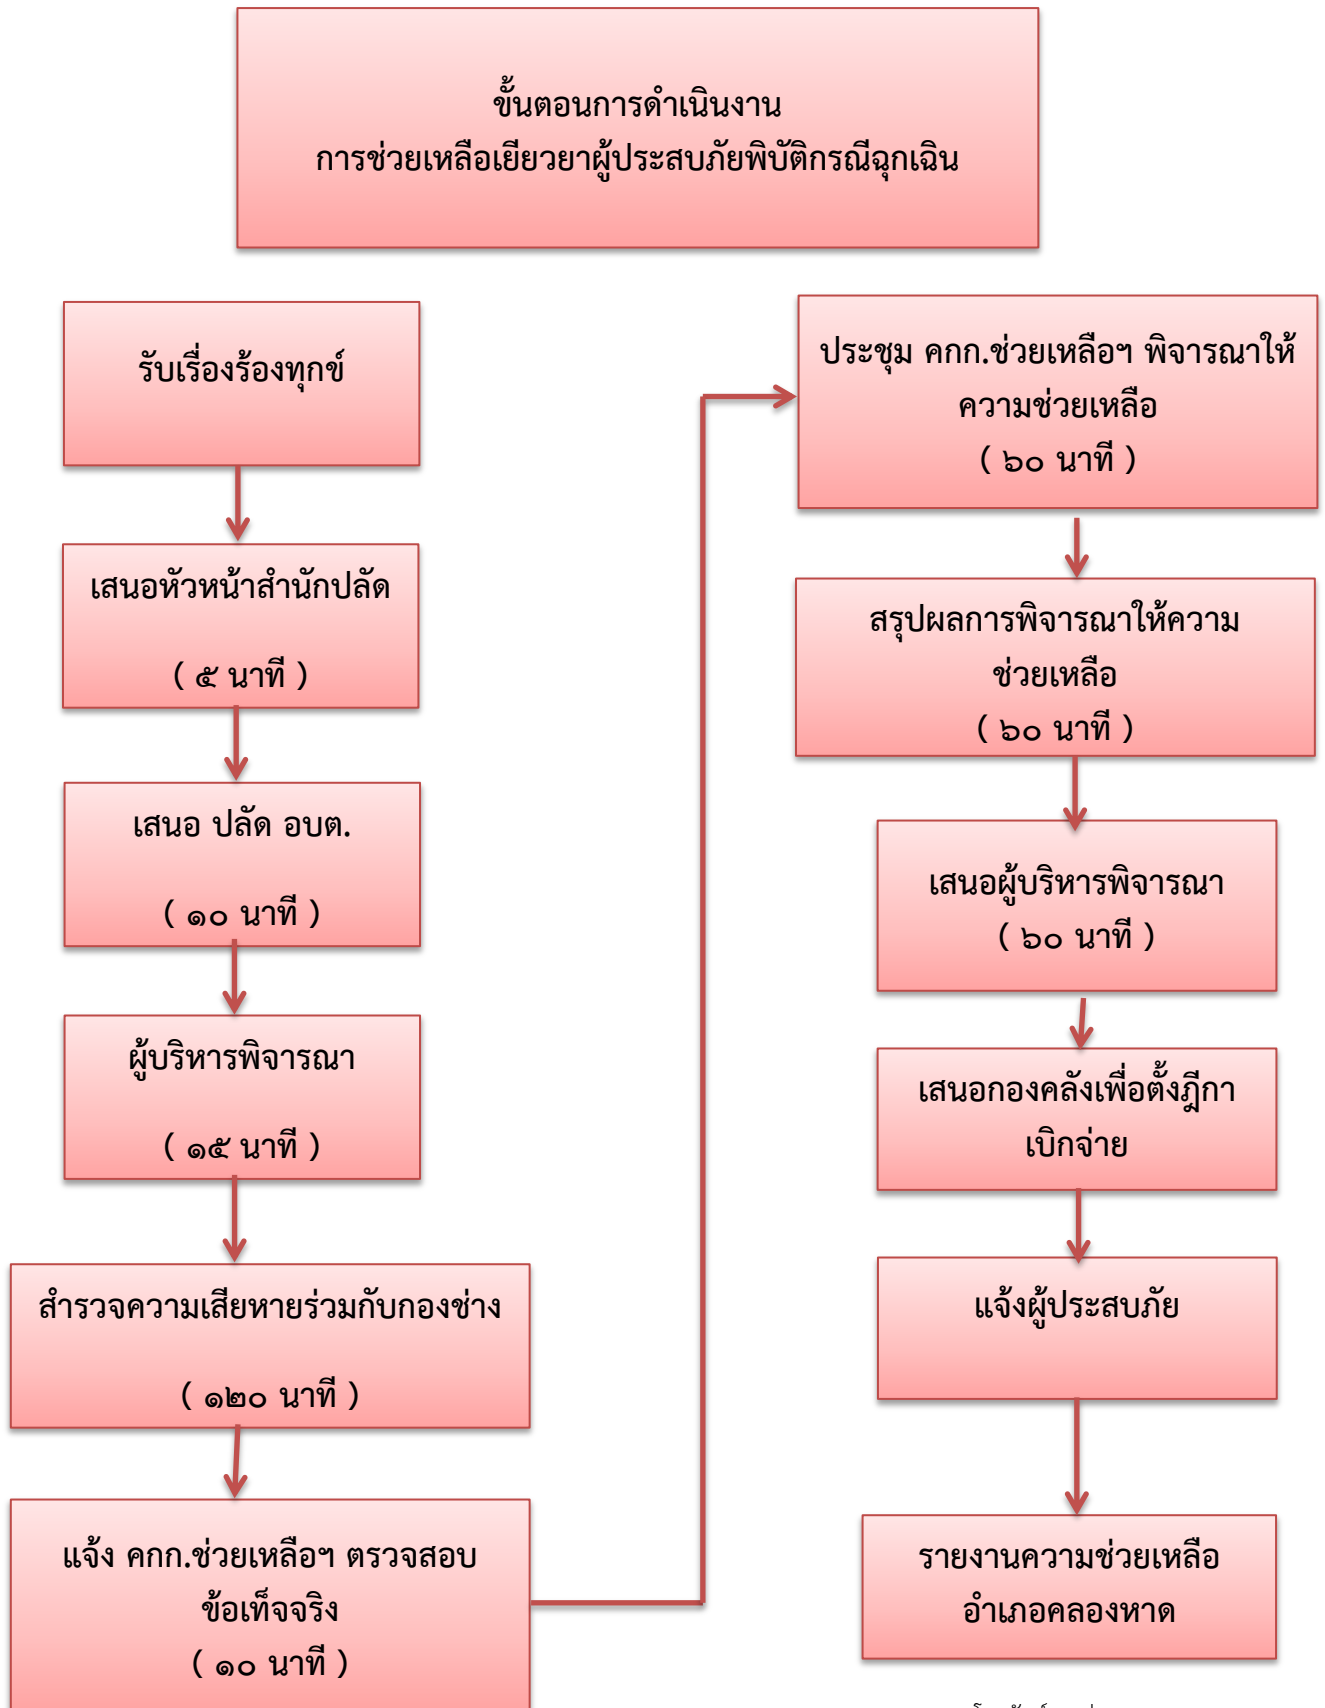 ขั้นตอนการดำเนินงาน
การช่วยเหลือเยียวยาผู้ประสบภัยพิบัติกรณีฉุกเฉิน
รับเรื่องร้องทุกข์
เสนอหัวหน้าสำนักปลัด
( ๕ นาที )
เสนอ ปลัด อบต.
( ๑๐ นาที )
ผู้บริหารพิจารณา
( ๑๕ นาที )
สำรวจความเสียหายร่วมกับกองช่าง
( ๑๒๐ นาที )
แจ้ง คกก.ช่วยเหลือฯ ตรวจสอบ
ข้อเท็จจริง
( ๑๐ นาที )
ประชุม คกก.ช่วยเหลือฯ พิจารณาให้
ความช่วยเหลือ
( ๖๐ นาที )
สรุปผลการพิจารณาให้ความ
ช่วยเหลือ
( ๖๐ นาที )
เสนอผู้บริหารพิจารณา
( ๖๐ นาที )
เสนอกองคลังเพื่อตั้งฎีกา
เบิกจ่าย
แจ้งผู้ประสบภัย
รายงานความช่วยเหลือ
อำเภอคลองหาด